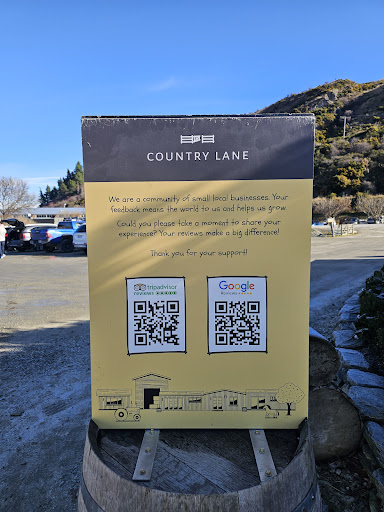 COUNTRY LANE
We are a community of small local businesses. Your
feedback means the world to us and helps us grow.
Could you please take a moment to share your
experience? Your reviews make a big difference!
Thank you for your support!
tripadvisor
reviews
Google
Reviews